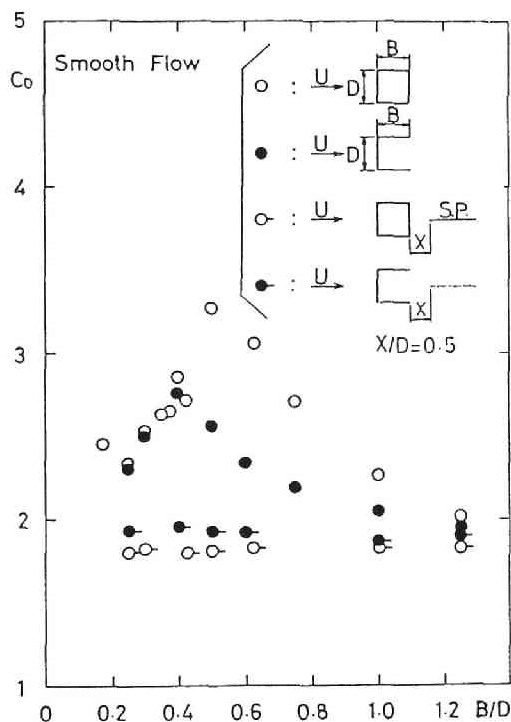 5
C_D
Smooth Flow
B
○ : U D
B
● : U D
4
○ : U S.P.
X
● : U
X
X/D=0.5
3
2
1
0 0.2 0.4 0.6 0.8 1.0 1.2 B/D